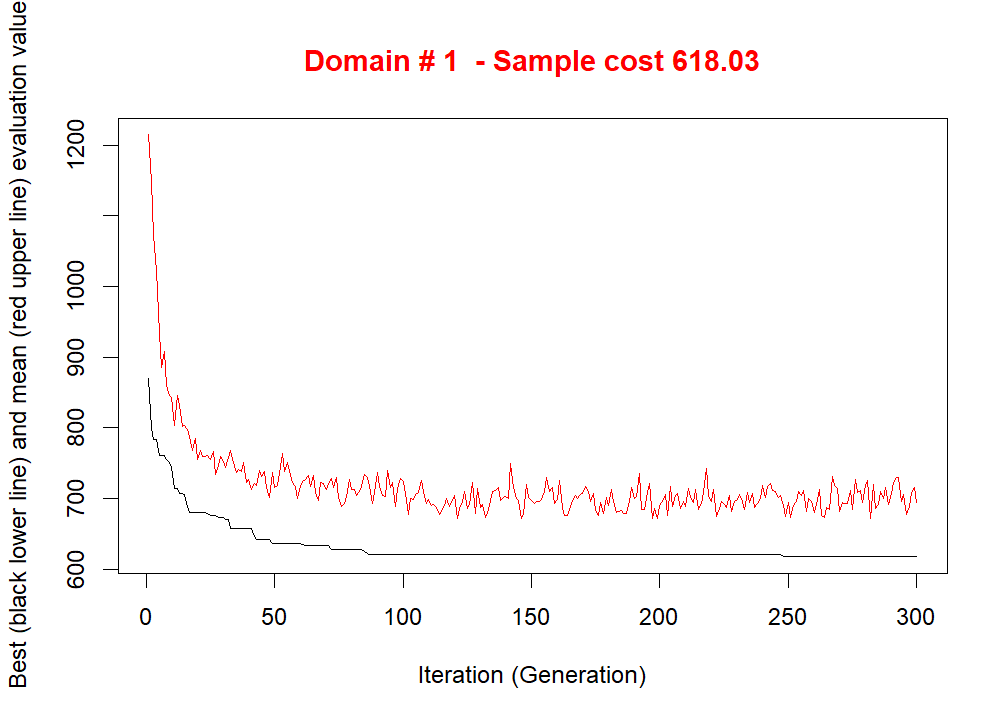 Domain # 1  - Sample cost 618.03
Best (black lower line) and mean (red upper line) evaluation value
1200
1000
900
800
700
600
0 50 100 150 200 250 300
Iteration (Generation)